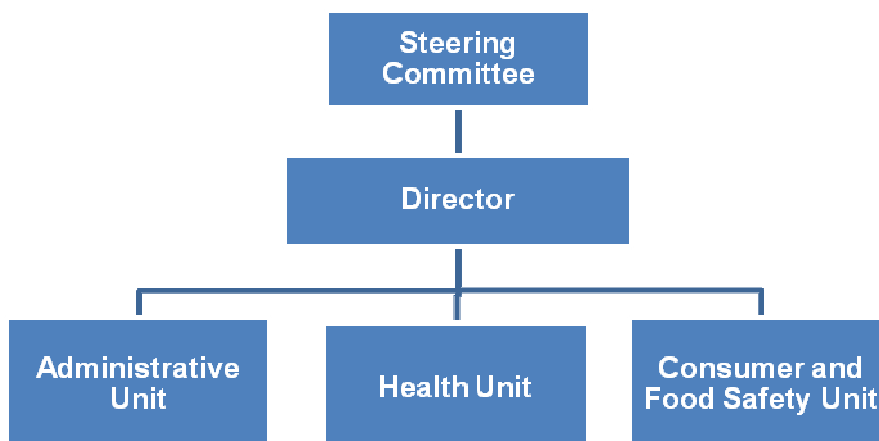 Steering
Committee
Director
Administrative
Unit
Health Unit
Consumer and
Food Safety Unit